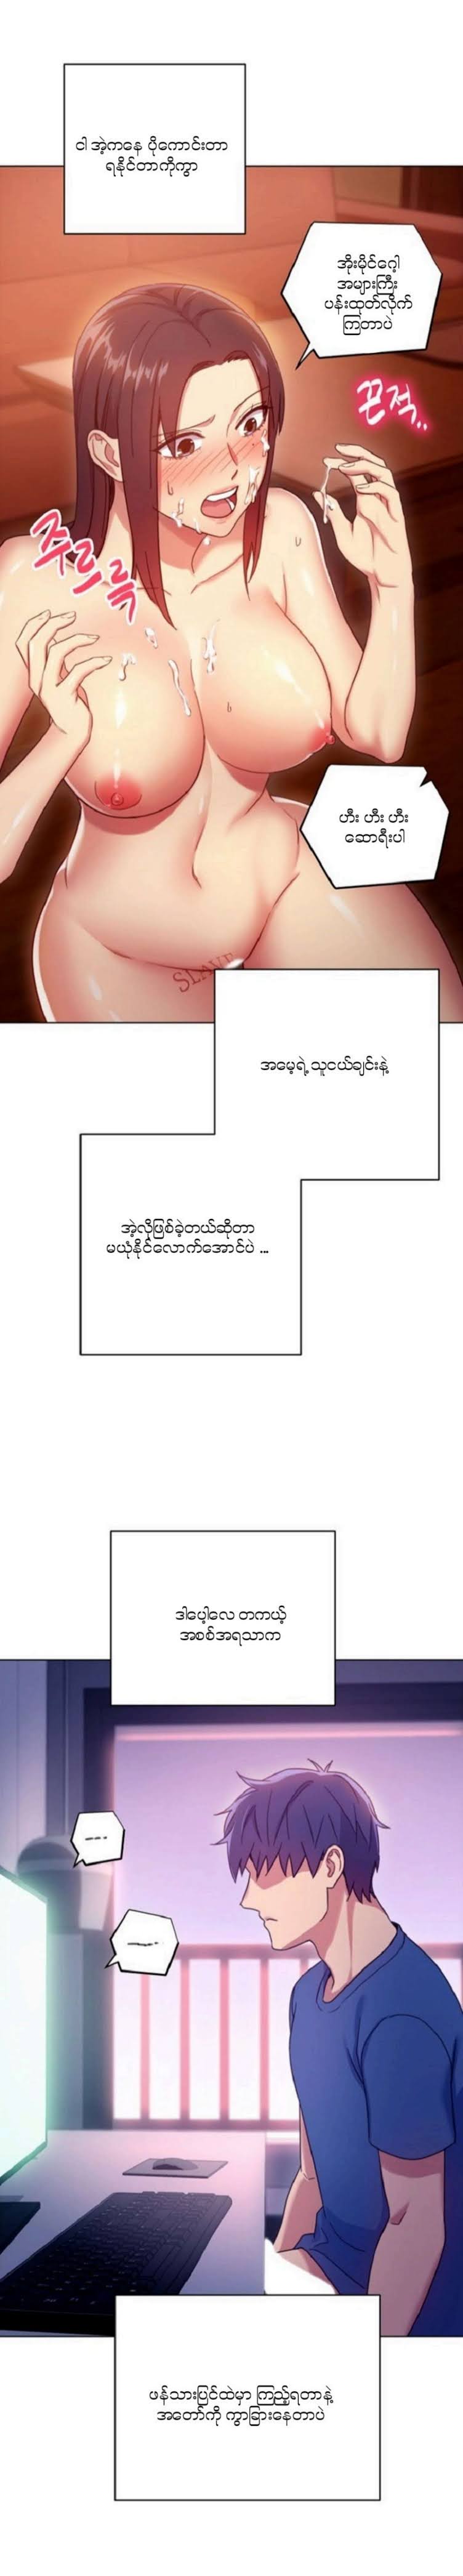 ငါ အဲ့ကနေ ပိုကောင်းတာ
ရနိုင်တာကိုကွာ
အိုးမိုင်ဂေ့ါ
အများကြီး
ပန်းထုတ်လိုက်
ကြတာပဲ
끈적..
주르륵
ဟီး ဟီး ဟီး
ဆောရီးပါ
SLAVE
အမေ့ရဲ့ သူငယ်ချင်းနဲ့
အဲ့လိုဖြစ်ခဲ့တယ်ဆိုတာ
မယုံနိုင်လောက်အောင်ပဲ ...
ဒါပေ့ါလေ တကယ့်
အစစ်အရသာက
ဖန်သားပြင်ထဲမှာ ကြည့်ရတာနဲ့
အတော်ကို ကွာခြားနေတာပဲ